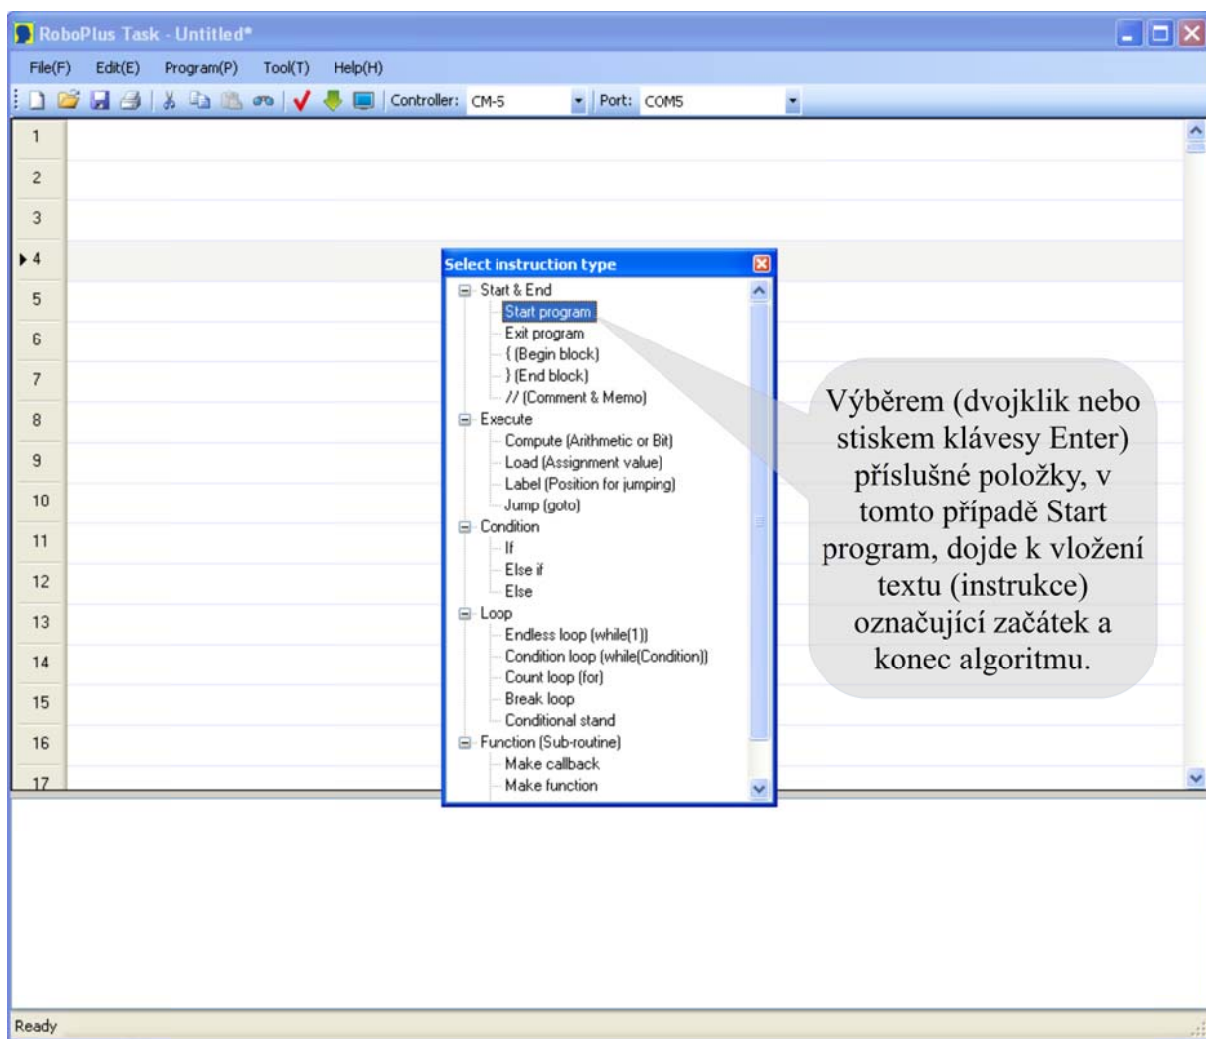 RoboPlus Task - Untitled*
File(F) Edit(E) Program(P) Tool(T) Help(H)
Controller: CM-5 Port: COM5
1
2
3
4
5
6
7
8
9
10
11
12
13
14
15
16
17
Select instruction type
Start & End
Start program
Exit program
{ (Begin block)
} (End block)
// (Comment & Memo)
Execute
Compute (Arithmetic or Bit)
Load (Assignment value)
Label (Position for jumping)
Jump (goto)
Condition
If
Else if
Else
Loop
Endless loop (while(1))
Condition loop (while(Condition))
Count loop (for)
Break loop
Conditional stand
Function (Sub-routine)
Make callback
Make function
Výběrem (dvojklik nebo
stiskem klávesy Enter)
příslušné položky, v
tomto případě Start
program, dojde k vložení
textu (instrukce)
označující začátek a
konec algoritmu.
Ready